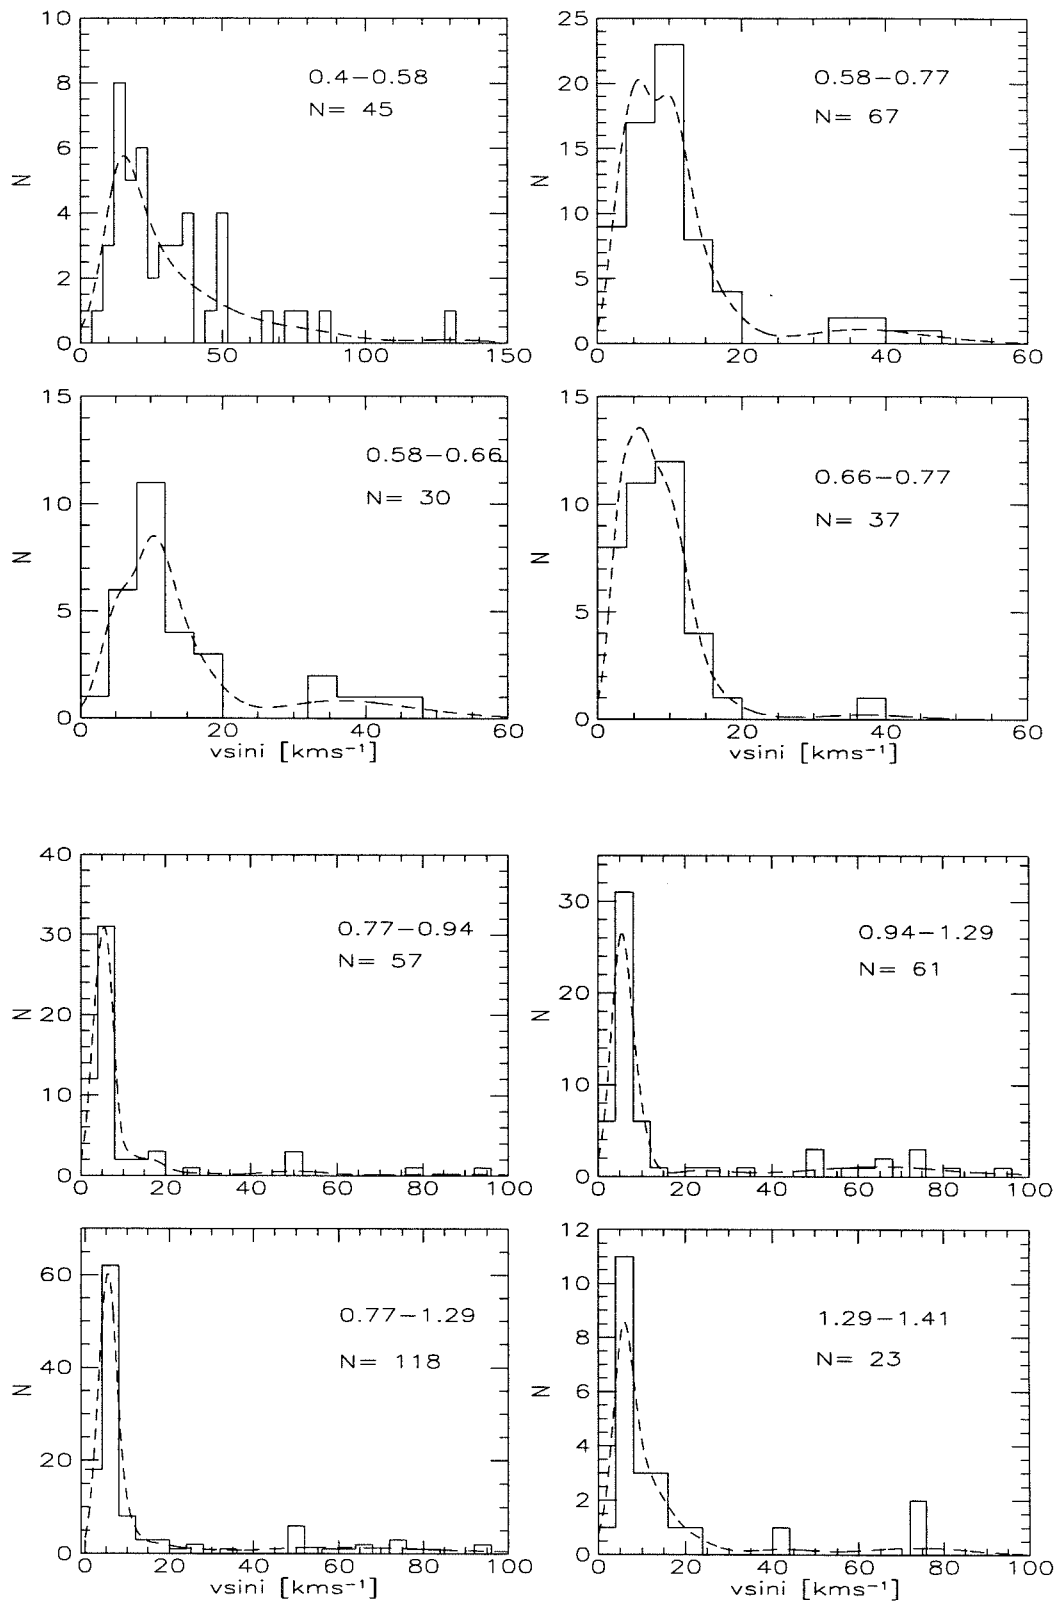 10
8
6
4
2
0
N
0.4−0.58
N= 45
0 50 100 150
25
20
15
10
5
0
N
0.58−0.77
N= 67
0 20 40 60
15
10
5
0
N
0.58−0.66
N= 30
0 20 40 60
vsini [kms⁻¹]
15
10
5
0
N
0.66−0.77
N= 37
0 20 40 60
vsini [kms⁻¹]
40
30
20
10
0
N
0.77−0.94
N= 57
0 20 40 60 80 100
30
20
10
0
N
0.94−1.29
N= 61
0 20 40 60 80 100
60
40
20
0
N
0.77−1.29
N= 118
0 20 40 60 80 100
vsini [kms⁻¹]
12
10
8
6
4
2
0
N
1.29−1.41
N= 23
0 20 40 60 80 100
vsini [kms⁻¹]